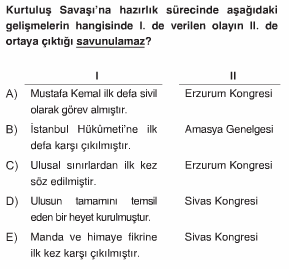 Kurtuluş Savaşı'na hazırlık sürecinde aşağıdaki
gelişmelerin hangisinde I. de verilen olayın II. de
ortaya çıktığı savunulamaz?
I II
A) Mustafa Kemal ilk defa sivil Erzurum Kongresi
olarak görev almıştır.
B) İstanbul Hükûmeti'ne ilk Amasya Genelgesi
defa karşı çıkılmıştır.
C) Ulusal sınırlardan ilk kez Erzurum Kongresi
söz edilmiştir.
D) Ulusun tamamını temsil Sivas Kongresi
eden bir heyet kurulmuştur.
E) Manda ve himaye fikrine Sivas Kongresi
ilk kez karşı çıkılmıştır.